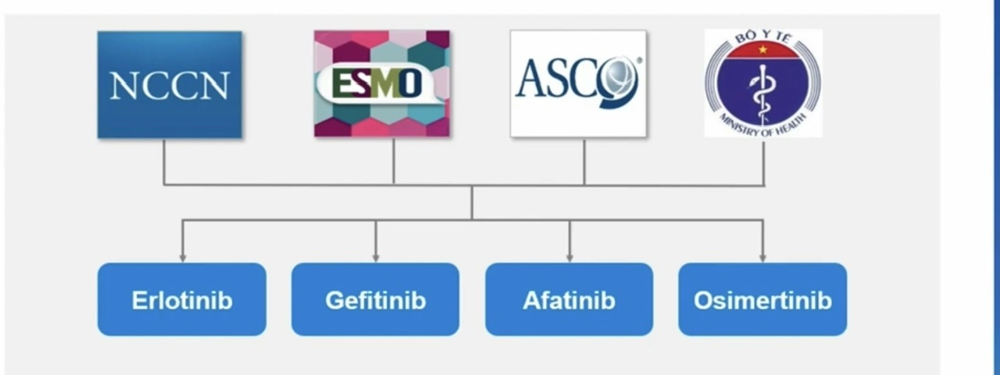 NCCN
ESMO
ASCO®
BỘ Y TẾ
MINISTRY OF HEALTH
Erlotinib
Gefitinib
Afatinib
Osimertinib